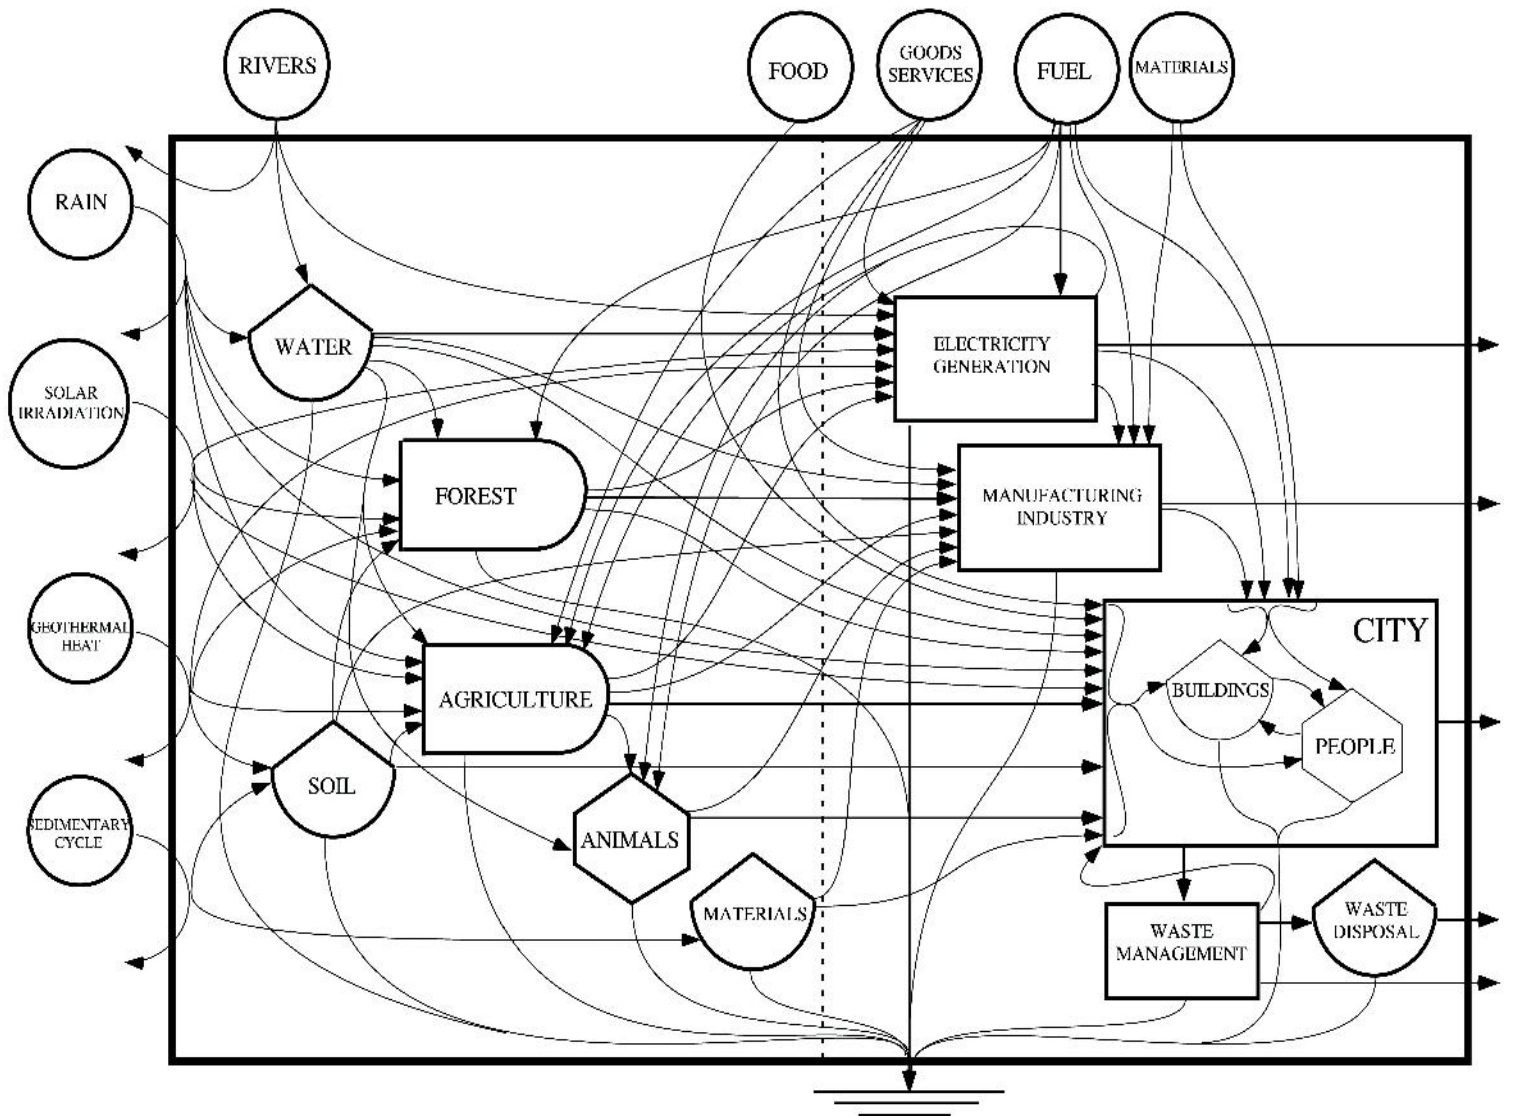 RIVERS
FOOD
GOODS
SERVICES
FUEL
MATERIALS
RAIN
WATER
ELECTRICITY
GENERATION
SOLAR
IRRADIATION
FOREST
MANUFACTURING
INDUSTRY
GEOTHERMAL
HEAT
CITY
AGRICULTURE
BUILDINGS
PEOPLE
SOIL
SEDIMENTARY
CYCLE
ANIMALS
MATERIALS
WASTE
MANAGEMENT
WASTE
DISPOSAL